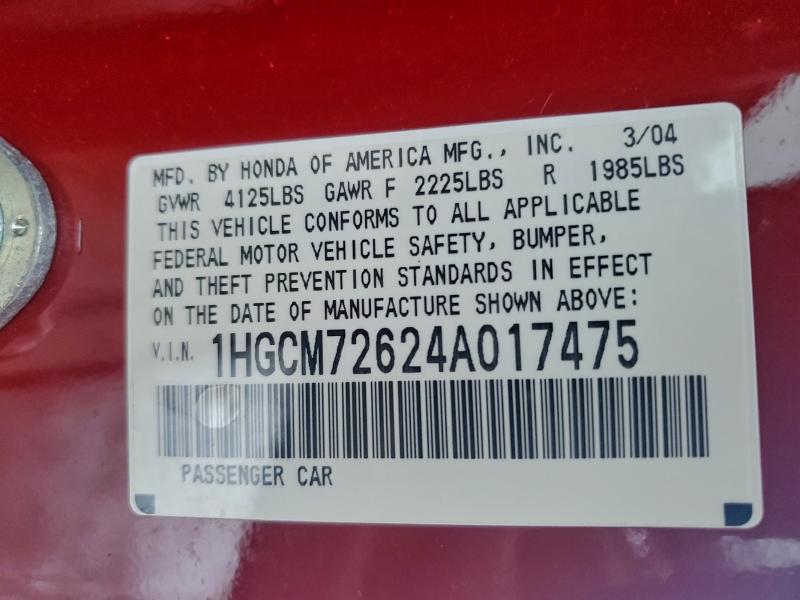 MFD. BY HONDA OF AMERICA MFG., INC. 3/04
GVWR 4125LBS GAWR F 2225LBS R 1985LBS
THIS VEHICLE CONFORMS TO ALL APPLICABLE
FEDERAL MOTOR VEHICLE SAFETY, BUMPER,
AND THEFT PREVENTION STANDARDS IN EFFECT
ON THE DATE OF MANUFACTURE SHOWN ABOVE:
V.I.N. 1HGCM72624A017475
PASSENGER CAR